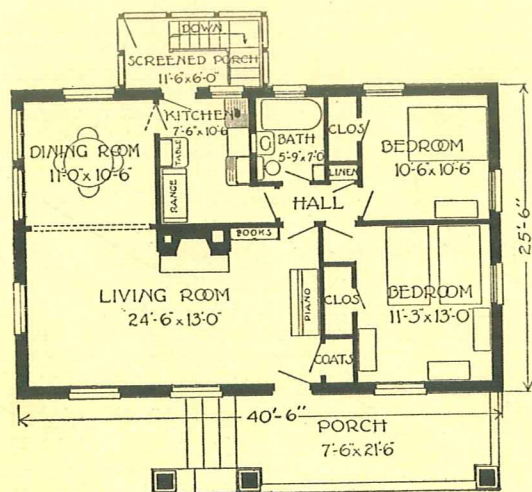 DOWN
SCREENED PORCH
11'-6"x6'-0"
KITCHEN
7'-6"x10'-6"
DINING ROOM
11'-0"x10'-6"
TABLE
RANGE
BATH
5'-9"x7'-0"
CLOS
LINEN
BEDROOM
10'-6"x10'-6"
HALL
BOOKS
LIVING ROOM
24'-6"x13'-0"
PIANO
CLOS
BEDROOM
11'-3"x13'-0"
COATS
25'-6"
40'-6"
PORCH
7'-6"x21'-6